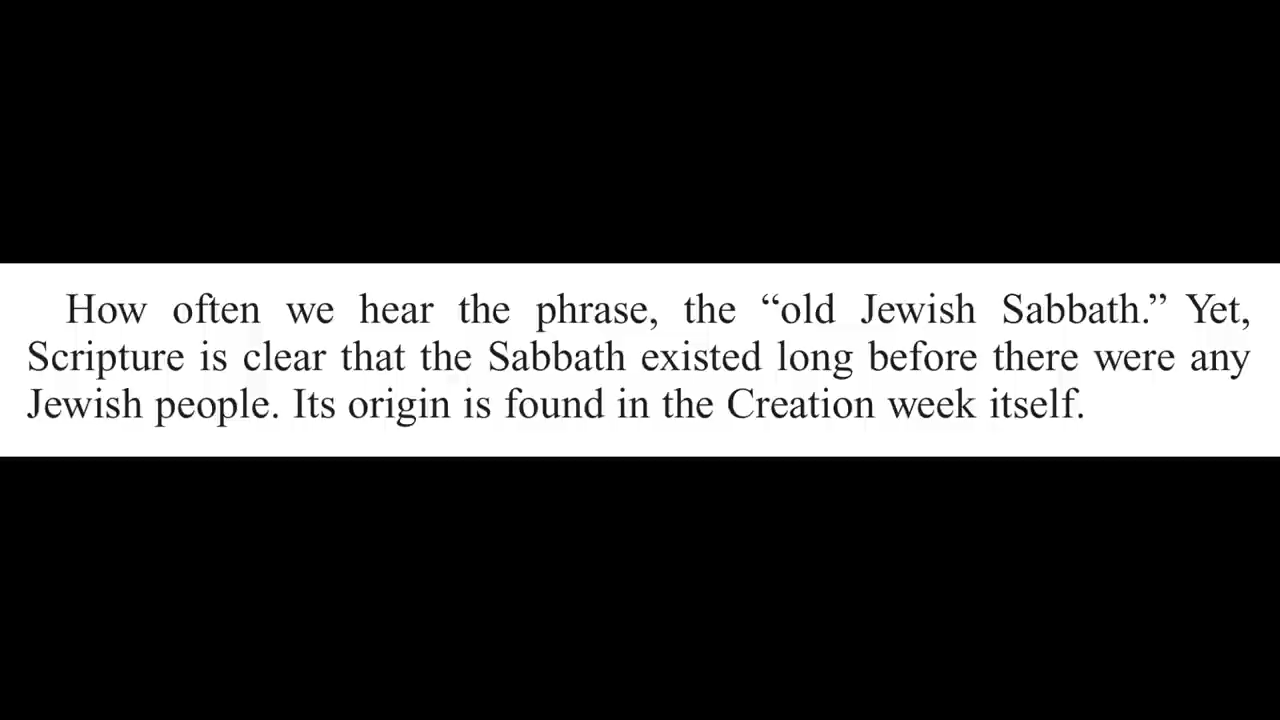 How often we hear the phrase, the “old Jewish Sabbath.” Yet,
Scripture is clear that the Sabbath existed long before there were any
Jewish people. Its origin is found in the Creation week itself.